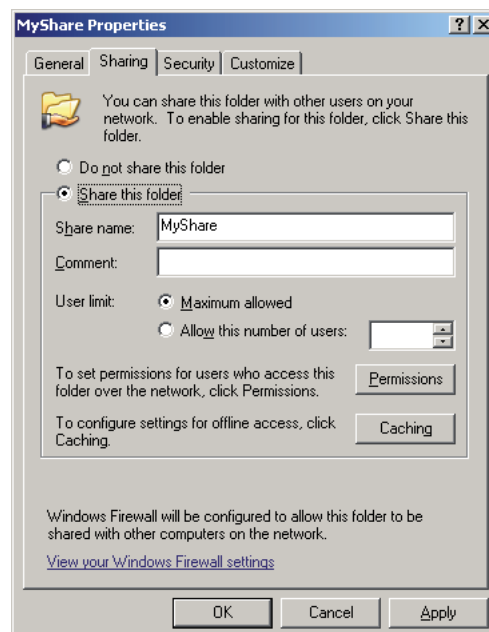 MyShare Properties
General Sharing Security Customize
You can share this folder with other users on your
network. To enable sharing for this folder, click Share this
folder.
Do not share this folder
Share this folder
Share name: MyShare
Comment:
User limit: Maximum allowed
Allow this number of users:
To set permissions for users who access this
folder over the network, click Permissions.
Permissions
To configure settings for offline access, click
Caching.
Caching
Windows Firewall will be configured to allow this folder to be
shared with other computers on the network.
View your Windows Firewall settings
OK Cancel Apply